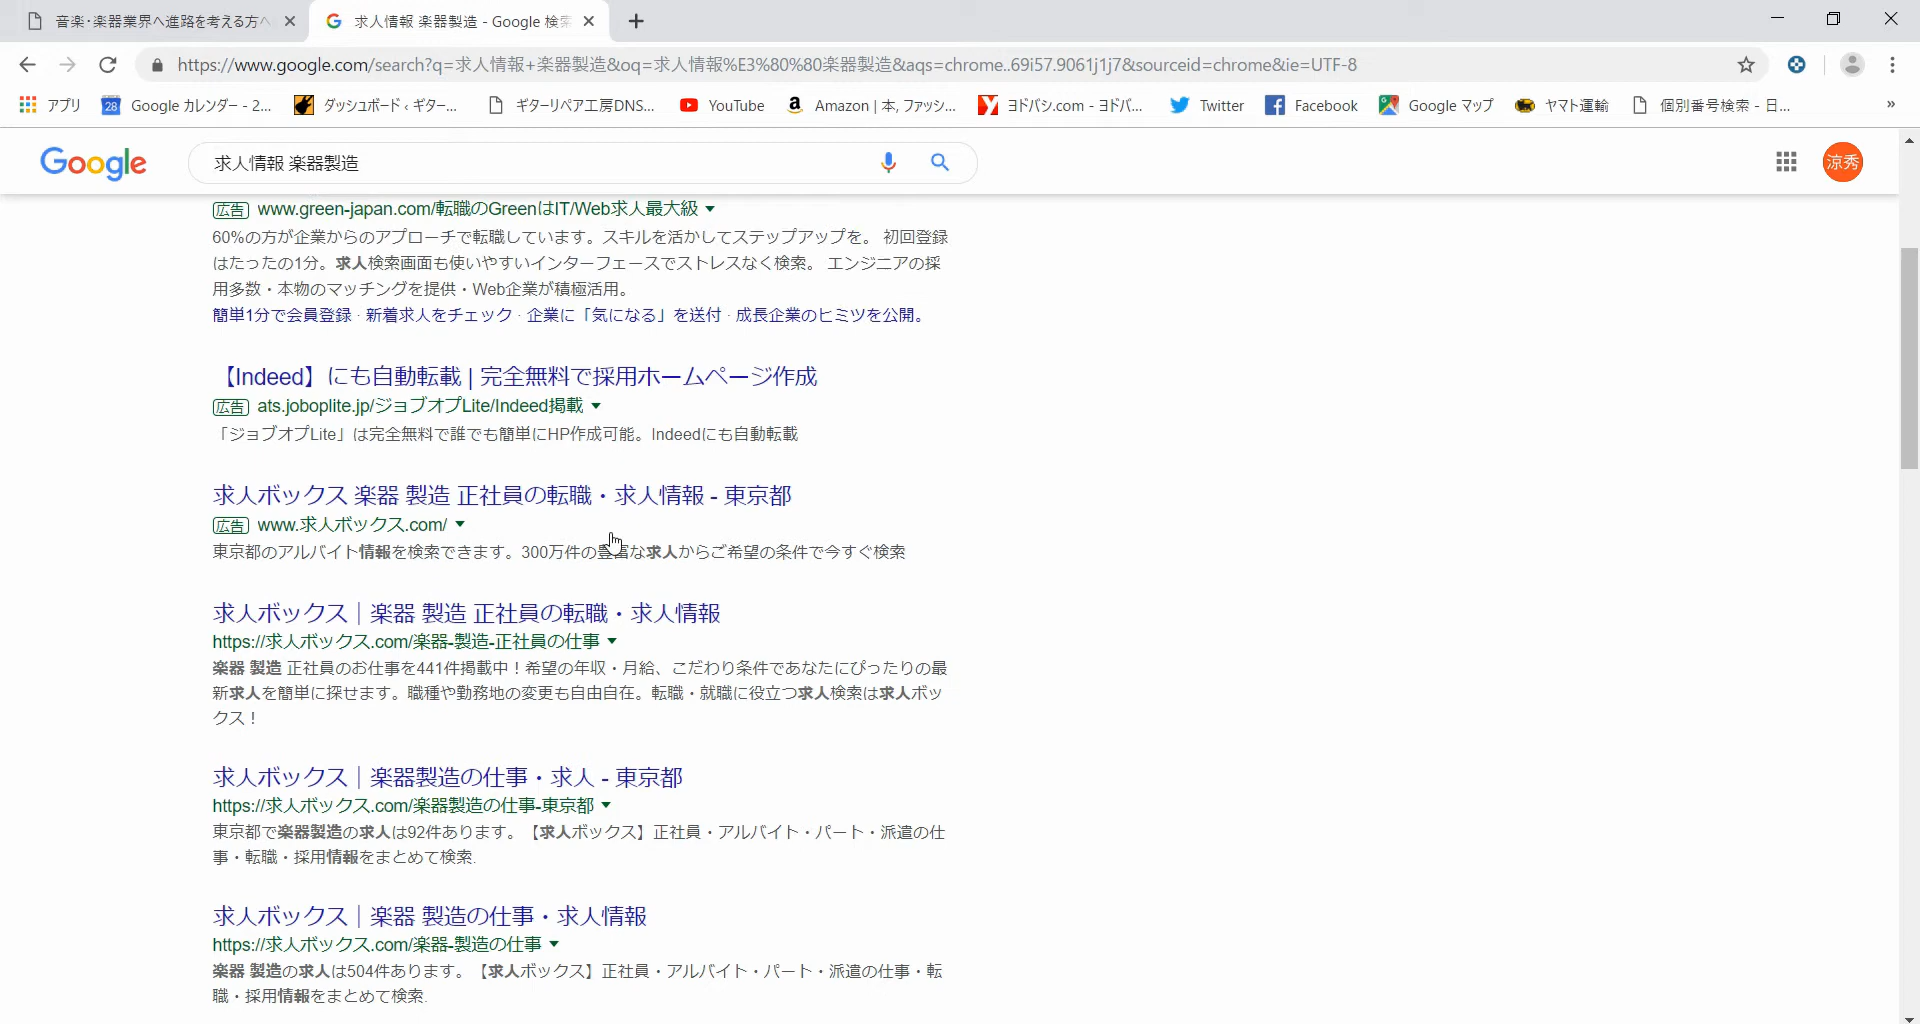 音楽・楽器業界へ進路を考える方へ
求人情報 楽器製造 - Google 検索
https://www.google.com/search?q=求人情報+楽器製造&oq=求人情報%E3%80%80楽器製造&aqs=chrome..69i57.9061j1j7&sourceid=chrome&ie=UTF-8
アプリ
28
Google カレンダー - 2...
ダッシュボード ‹ ギター...
ギターリペア工房DNS...
YouTube
Amazon | 本, ファッシ...
ヨドバシ.com - ヨドバ...
Twitter
Facebook
Google マップ
ヤマト運輸
個別番号検索 - 日...
»
Google
求人情報 楽器製造
涼秀
広告 www.green-japan.com/転職のGreenはIT/Web求人最大級
60%の方が企業からのアプローチで転職しています。スキルを活かしてステップアップを。 初回登録
はたったの1分。求人検索画面も使いやすいインターフェースでストレスなく検索。 エンジニアの採
用多数・本物のマッチングを提供・Web企業が積極活用。
簡単1分で会員登録 · 新着求人をチェック · 企業に「気になる」を送付 · 成長企業のヒミツを公開。
【Indeed】にも自動転載 | 完全無料で採用ホームページ作成
広告 ats.joboplite.jp/ジョブオプLite/Indeed掲載
「ジョブオプLite」は完全無料で誰でも簡単にHP作成可能。Indeedにも自動転載
求人ボックス 楽器 製造 正社員の転職・求人情報 - 東京都
広告 www.求人ボックス.com/
東京都のアルバイト情報を検索できます。300万件の豊富な求人からご希望の条件で今すぐ検索
求人ボックス｜楽器 製造 正社員の転職・求人情報
https://求人ボックス.com/楽器-製造-正社員の仕事
楽器 製造 正社員のお仕事を441件掲載中！希望の年収・月給、こだわり条件であなたにぴったりの最
新求人を簡単に探せます。職種や勤務地の変更も自由自在。転職・就職に役立つ求人検索は求人ボッ
クス！
求人ボックス｜楽器製造の仕事・求人 - 東京都
https://求人ボックス.com/楽器製造の仕事-東京都
東京都で楽器製造の求人は92件あります。【求人ボックス】正社員・アルバイト・パート・派遣の仕
事・転職・採用情報をまとめて検索.
求人ボックス｜楽器 製造の仕事・求人情報
https://求人ボックス.com/楽器-製造の仕事
楽器 製造の求人は504件あります。【求人ボックス】正社員・アルバイト・パート・派遣の仕事・転
職・採用情報をまとめて検索.